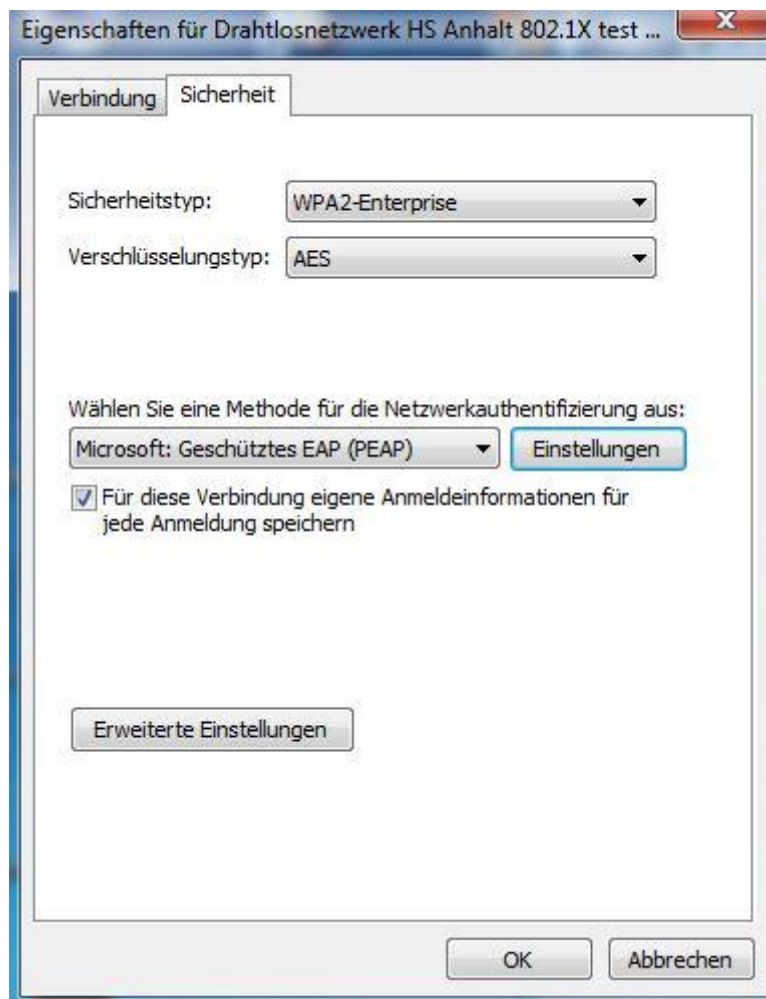 Eigenschaften für Drahtlosnetzwerk HS Anhalt 802.1X test ...
Verbindung
Sicherheit
Sicherheitstyp:
WPA2-Enterprise
Verschlüsselungstyp:
AES
Wählen Sie eine Methode für die Netzwerkauthentifizierung aus:
Microsoft: Geschütztes EAP (PEAP)
Einstellungen
Für diese Verbindung eigene Anmeldeinformationen für
jede Anmeldung speichern
Erweiterte Einstellungen
OK
Abbrechen